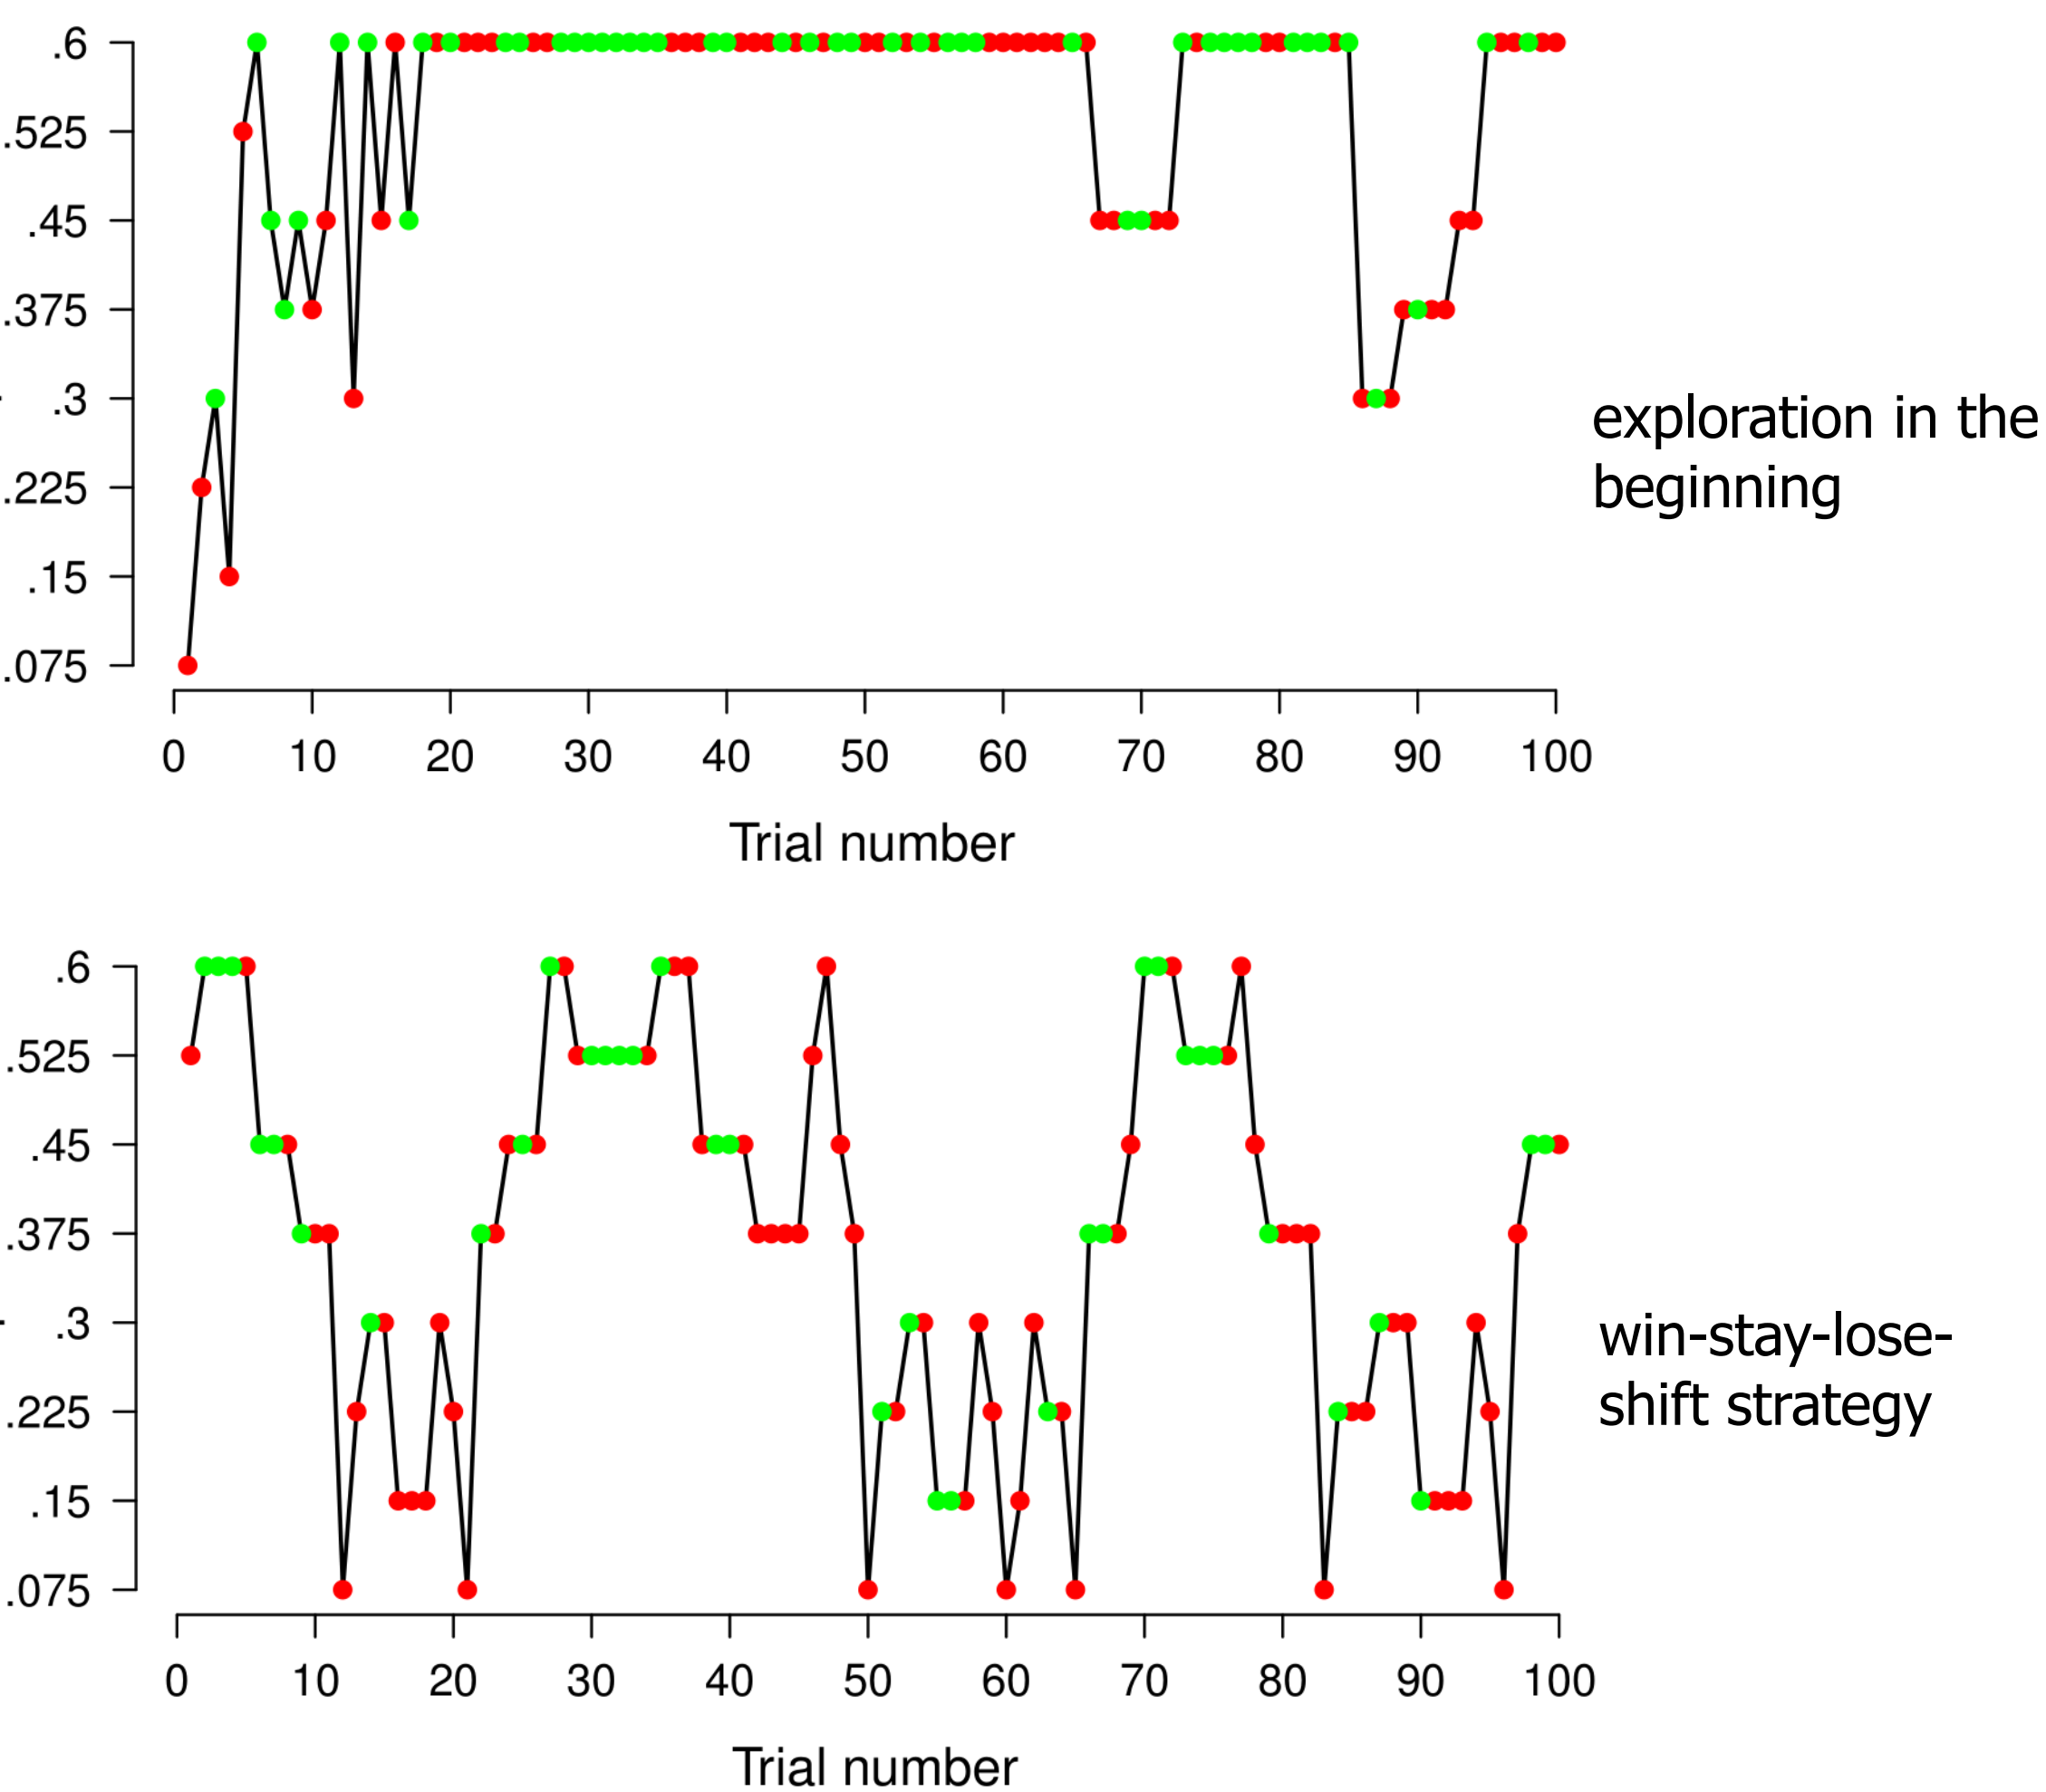 .6
.525
.45
.375
.3
.225
.15
.075
0 10 20 30 40 50 60 70 80 90 100
Trial number
exploration in the
beginning
.6
.525
.45
.375
.3
.225
.15
.075
0 10 20 30 40 50 60 70 80 90 100
Trial number
win-stay-lose-
shift strategy